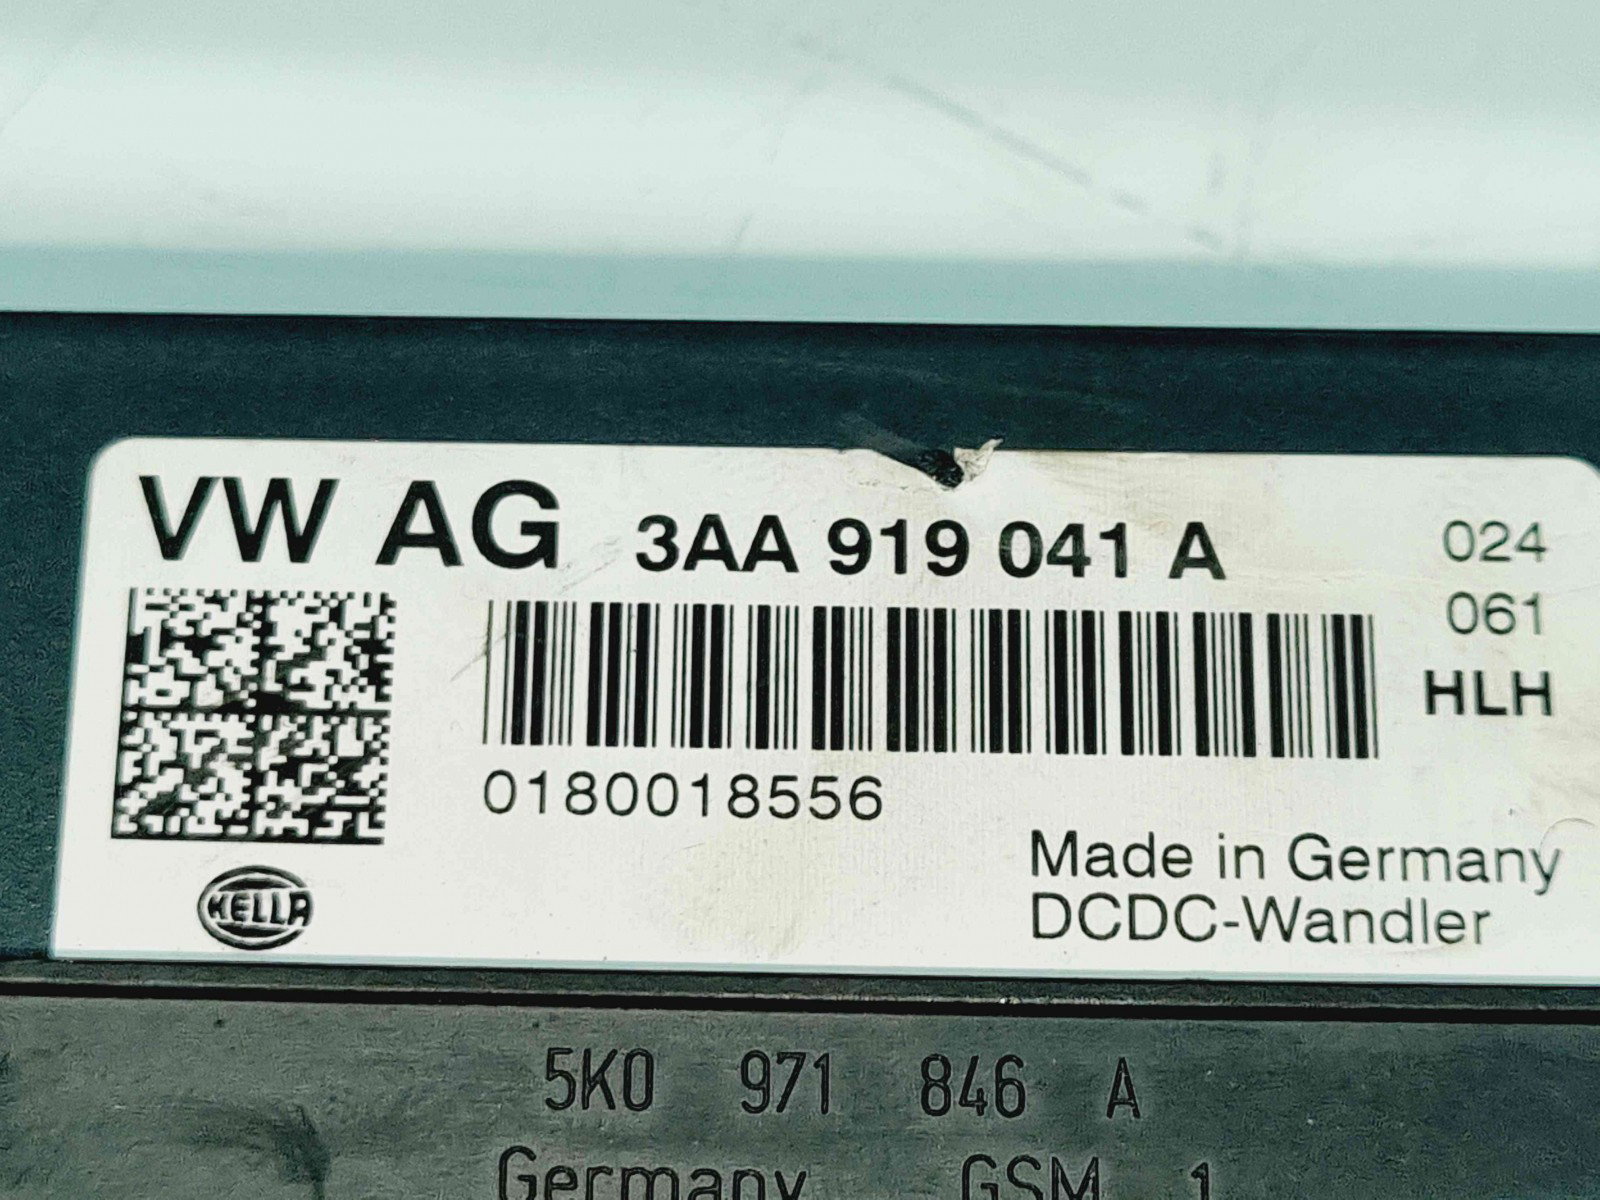 VW AG 3AA 919 041 A 024
061
HLH
0180018556
HELLA
Made in Germany
DCDC-Wandler
5K0 971 846 A
Germany GSM 1